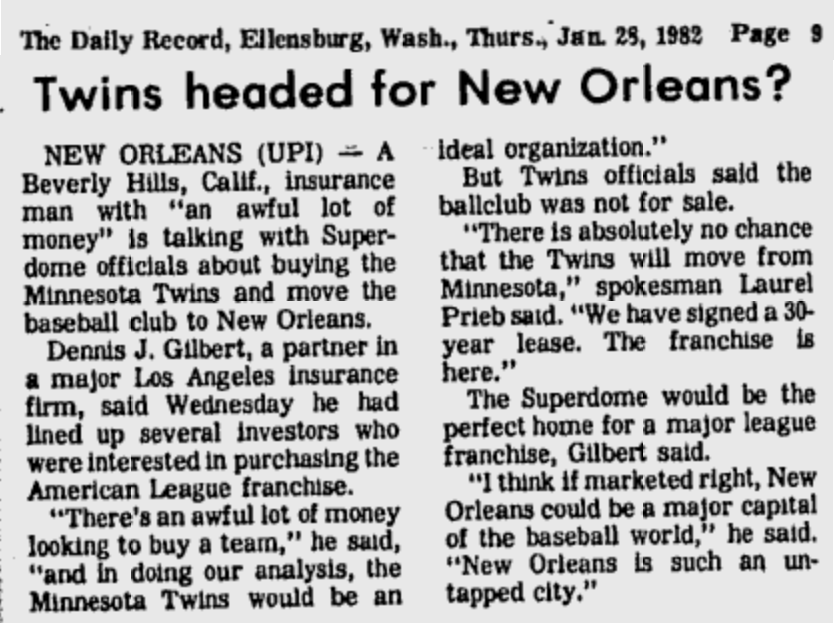 The Daily Record, Ellensburg, Wash., Thurs., Jan. 28, 1982 Page 9
Twins headed for New Orleans?
NEW ORLEANS (UPI) — A
Beverly Hills, Calif., insurance
man with "an awful lot of
money" is talking with Super-
dome officials about buying the
Minnesota Twins and move the
baseball club to New Orleans.
Dennis J. Gilbert, a partner in
a major Los Angeles insurance
firm, said Wednesday he had
lined up several investors who
were interested in purchasing the
American League franchise.
"There's an awful lot of money
looking to buy a team," he said,
"and in doing our analysis, the
Minnesota Twins would be an
ideal organization."
But Twins officials said the
ballclub was not for sale.
"There is absolutely no chance
that the Twins will move from
Minnesota," spokesman Laurel
Prieb said. "We have signed a 30-
year lease. The franchise is
here."
The Superdome would be the
perfect home for a major league
franchise, Gilbert said.
"I think if marketed right, New
Orleans could be a major capital
of the baseball world," he said.
"New Orleans is such an un-
tapped city."